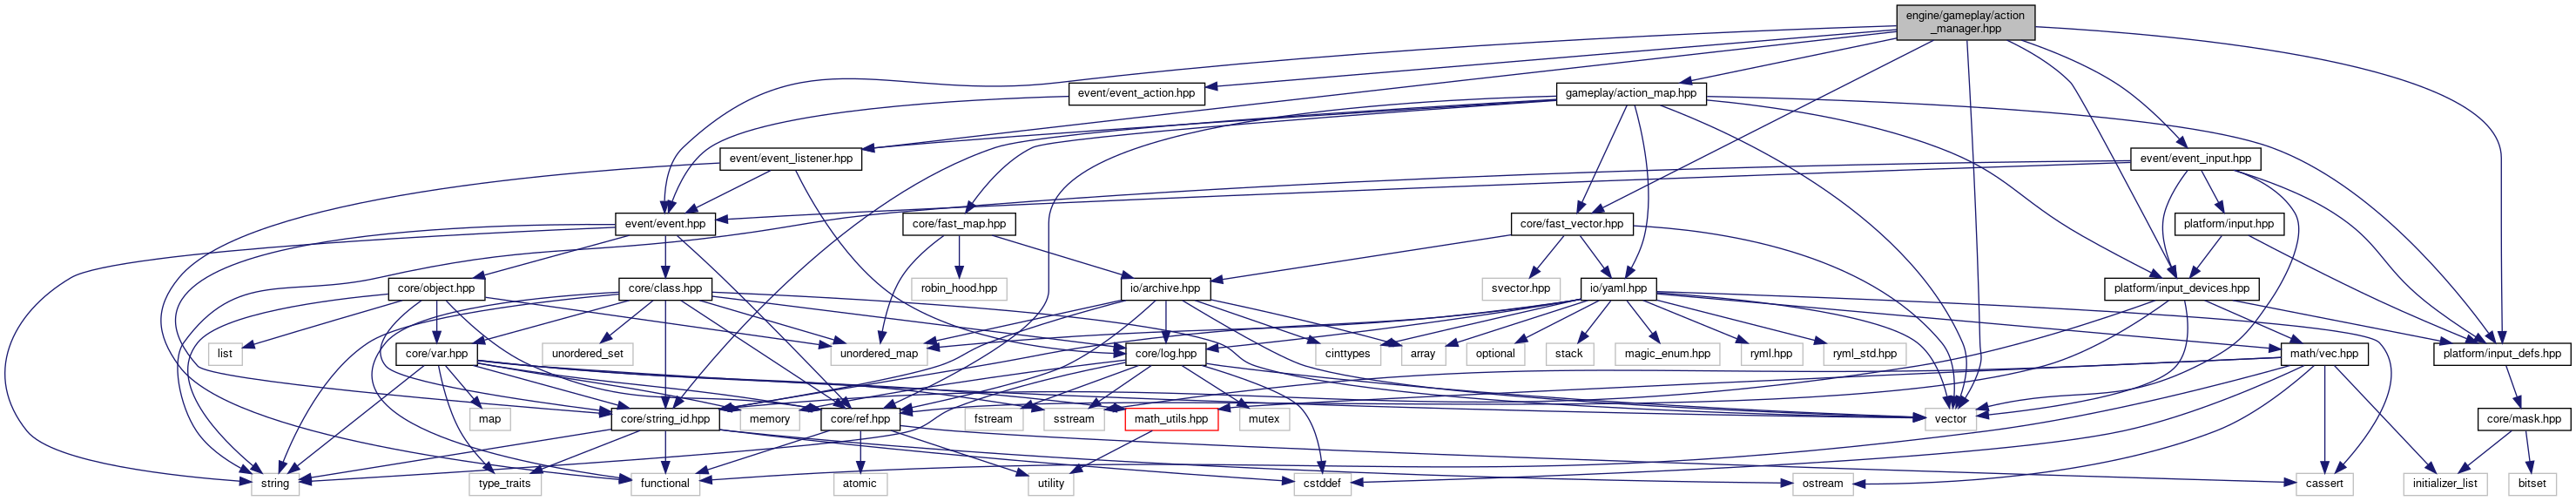 engine/gameplay/action
_manager.hpp
event/event_action.hpp
gameplay/action_map.hpp
event/event_listener.hpp
event/event_input.hpp
event/event.hpp
core/fast_map.hpp
core/fast_vector.hpp
platform/input.hpp
core/object.hpp
core/class.hpp
robin_hood.hpp
io/archive.hpp
svector.hpp
io/yaml.hpp
platform/input_devices.hpp
list
core/var.hpp
unordered_set
unordered_map
core/log.hpp
cinttypes
array
optional
stack
magic_enum.hpp
ryml.hpp
ryml_std.hpp
math/vec.hpp
platform/input_defs.hpp
map
core/string_id.hpp
memory
core/ref.hpp
fstream
sstream
math_utils.hpp
mutex
vector
core/mask.hpp
string
type_traits
functional
atomic
utility
cstddef
ostream
cassert
initializer_list
bitset